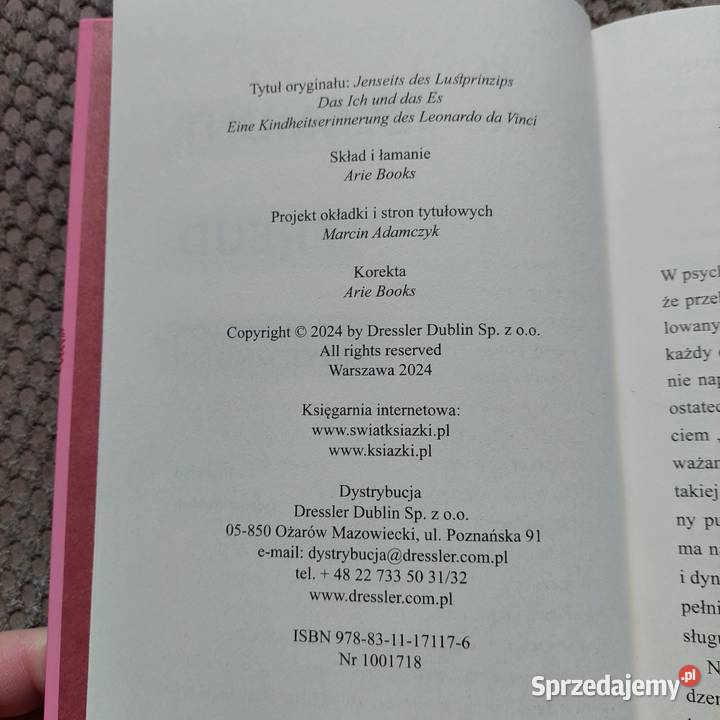 Tytuł oryginału: Jenseits des Lustprinzips
Das Ich und das Es
Eine Kindheitserinnerung des Leonardo da Vinci
Skład i łamanie
Arie Books
Projekt okładki i stron tytułowych
Marcin Adamczyk
Korekta
Arie Books
Copyright © 2024 by Dressler Dublin Sp. z o.o.
All rights reserved
Warszawa 2024
Księgarnia internetowa:
www.swiatksiazki.pl
www.ksiazki.pl
Dystrybucja
Dressler Dublin Sp. z o.o.
05-850 Ożarów Mazowiecki, ul. Poznańska 91
e-mail: dystrybucja@dressler.com.pl
tel. + 48 22 733 50 31/32
www.dressler.com.pl
ISBN 978-83-11-17117-6
Nr 1001718
W psych
że przeb
lowany
każdy
nie nap
ostatec
ciem „
ważan
takiej
ny pu
ma na
i dyn
pełni
sługu
N
dzen
Sprzedajemy.pl